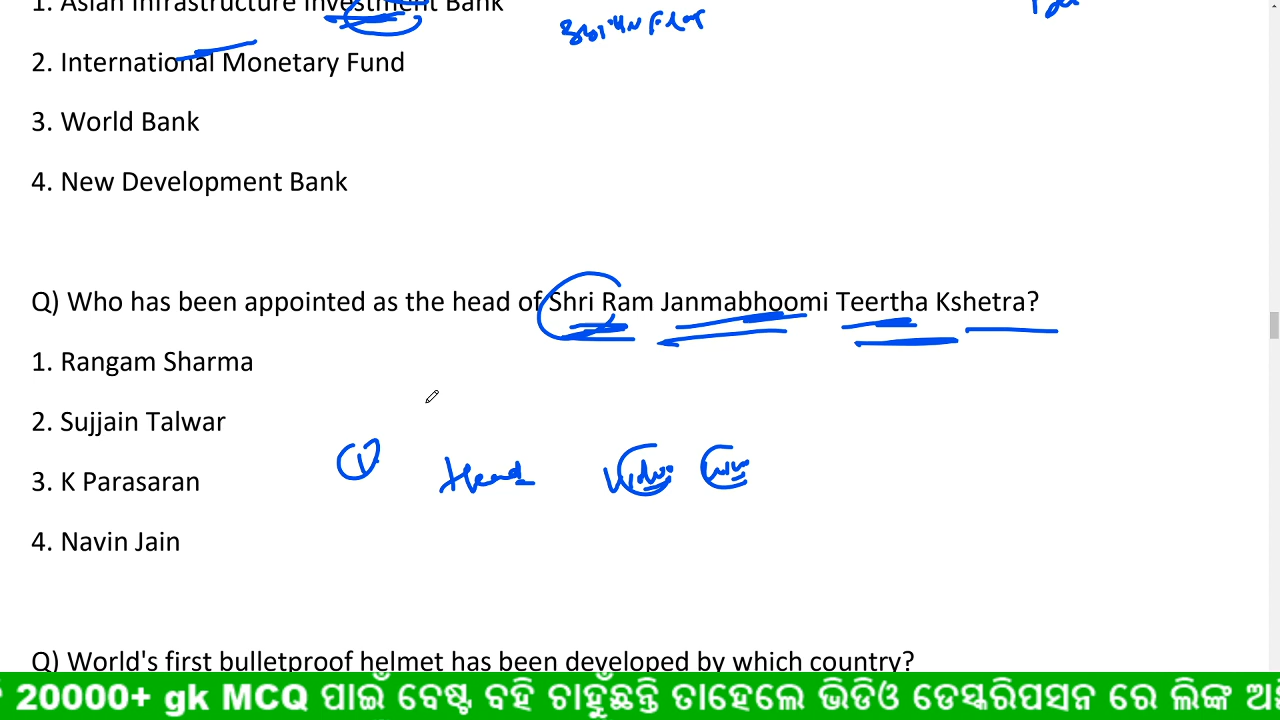 1. Asian Infrastructure Investment Bank
2. International Monetary Fund
3. World Bank
4. New Development Bank
Q) Who has been appointed as the head of Shri Ram Janmabhoomi Teertha Kshetra?
1. Rangam Sharma
2. Sujjain Talwar
Head
3. K Parasaran
4. Navin Jain
Q) World's first bulletproof helmet has been developed by which country?
20000+ gk MCQ ପାଇଁ ବେଷ୍ଟ ବହି ଚାହୁଁଛନ୍ତି ତାହେଲେ ଭିଡିଓ ଡେସ୍କରିପସନ ରେ ଲିଙ୍କ